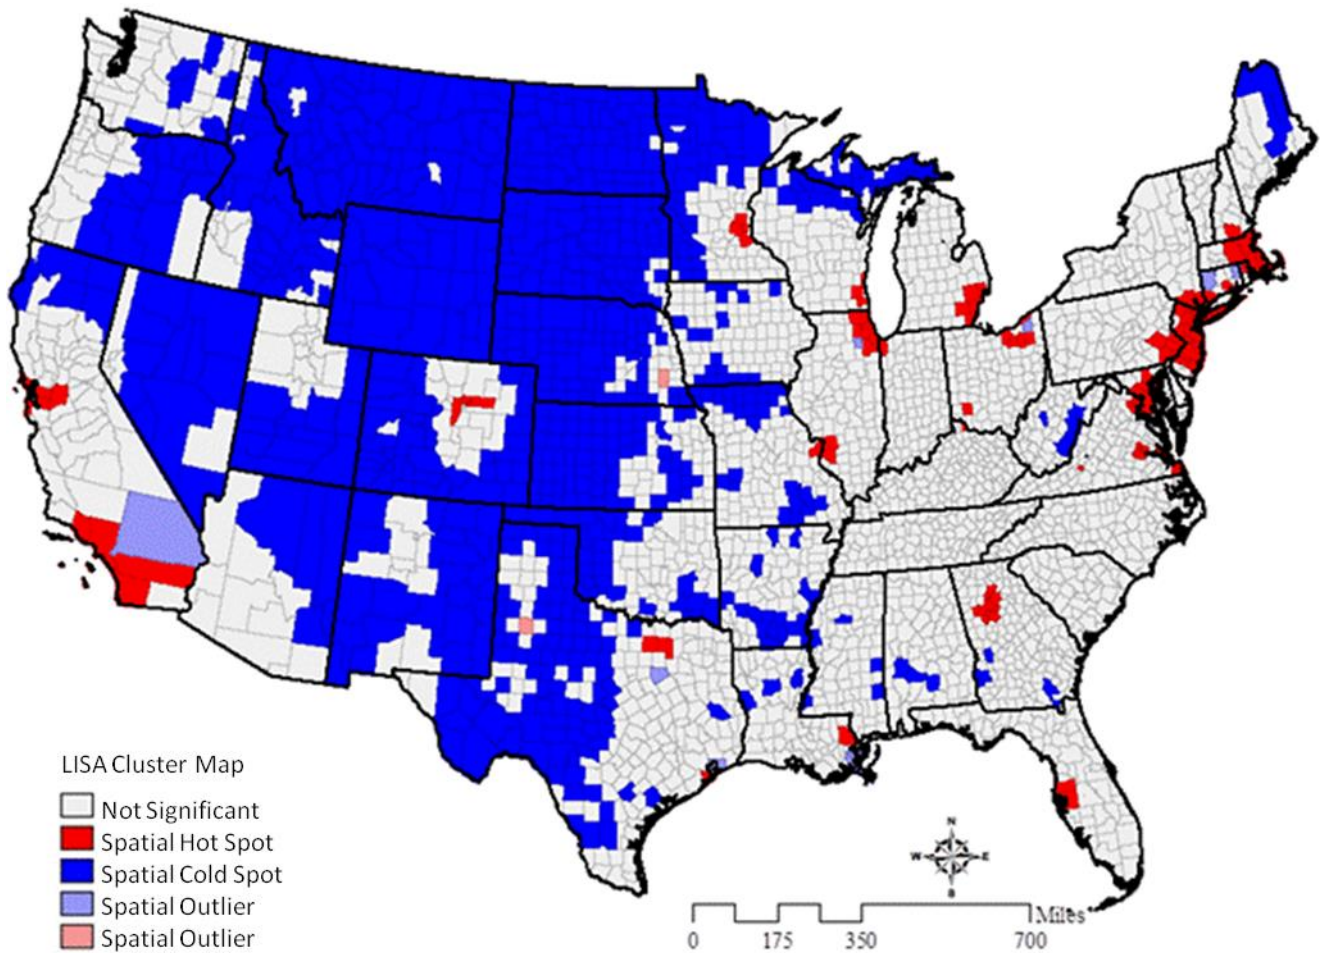 LISA Cluster Map
Not Significant
Spatial Hot Spot
Spatial Cold Spot
Spatial Outlier
Spatial Outlier
N
W E
S
Miles
0 175 350 700